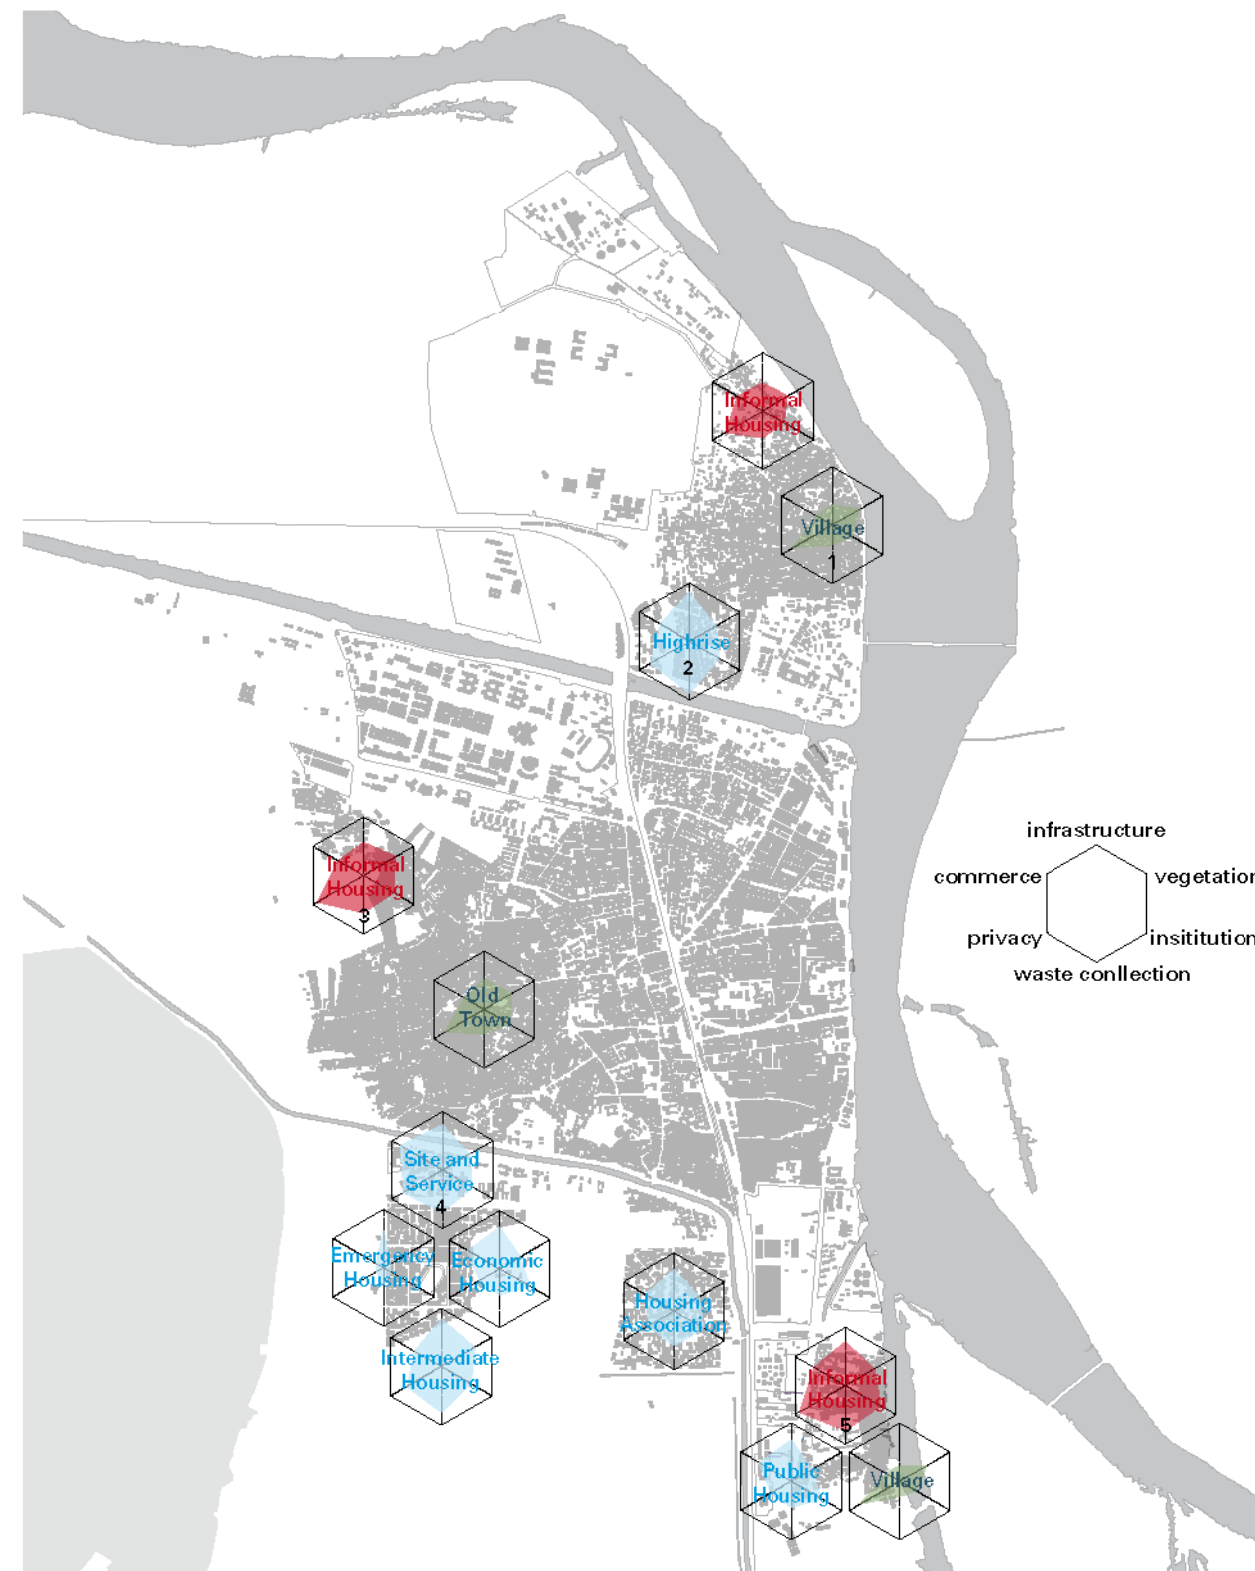 Informal
Housing
Village
1
Highrise
2
infrastructure
commerce
vegetation
privacy
insititution
waste conllection
Informal
Housing
3
Old
Town
Site and
Service
4
Emergency
Housing
Economic
Housing
Housing
Association
Intermediate
Housing
Informal
Housing
5
Public
Housing
Village